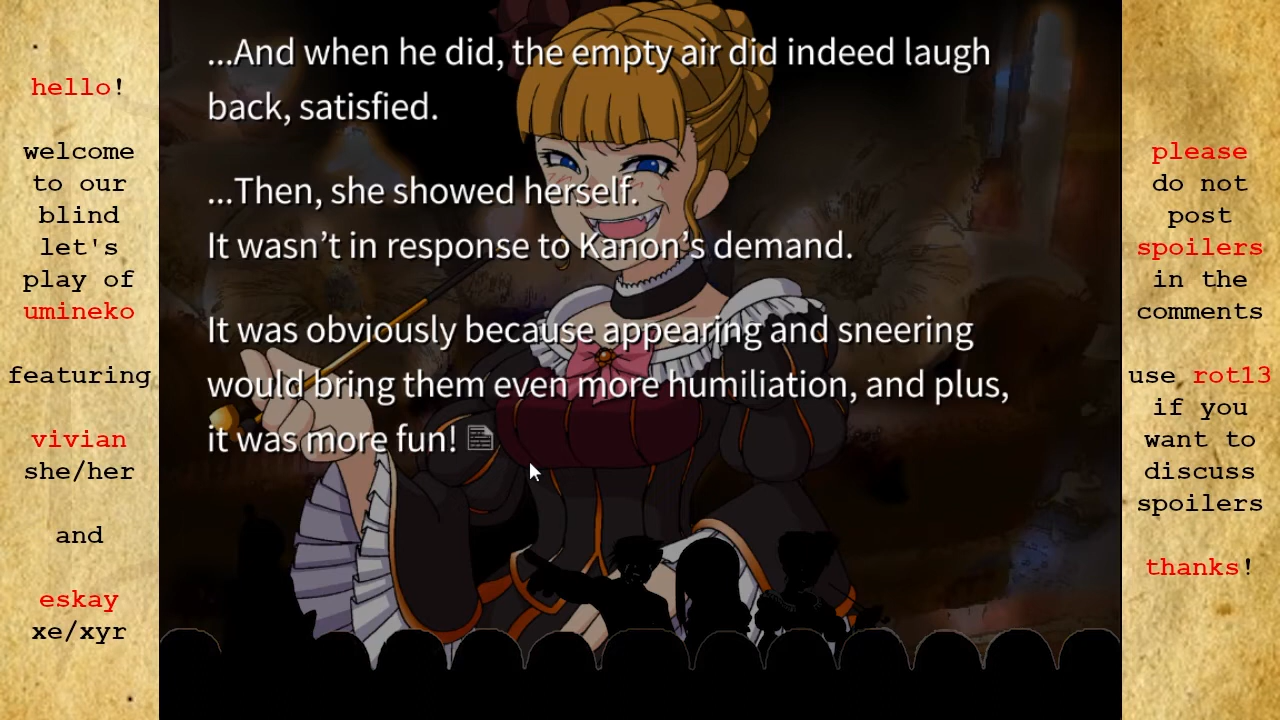 hello!
welcome
to our
blind
let's
play of
umineko
featuring
vivian
she/her
and
eskay
xe/xyr
...And when he did, the empty air did indeed laugh
back, satisfied.
...Then, she showed herself.
It wasn’t in response to Kanon’s demand.
It was obviously because appearing and sneering
would bring them even more humiliation, and plus,
it was more fun!
please
do not
post
spoilers
in the
comments
use rot13
if you
want to
discuss
spoilers
thanks!